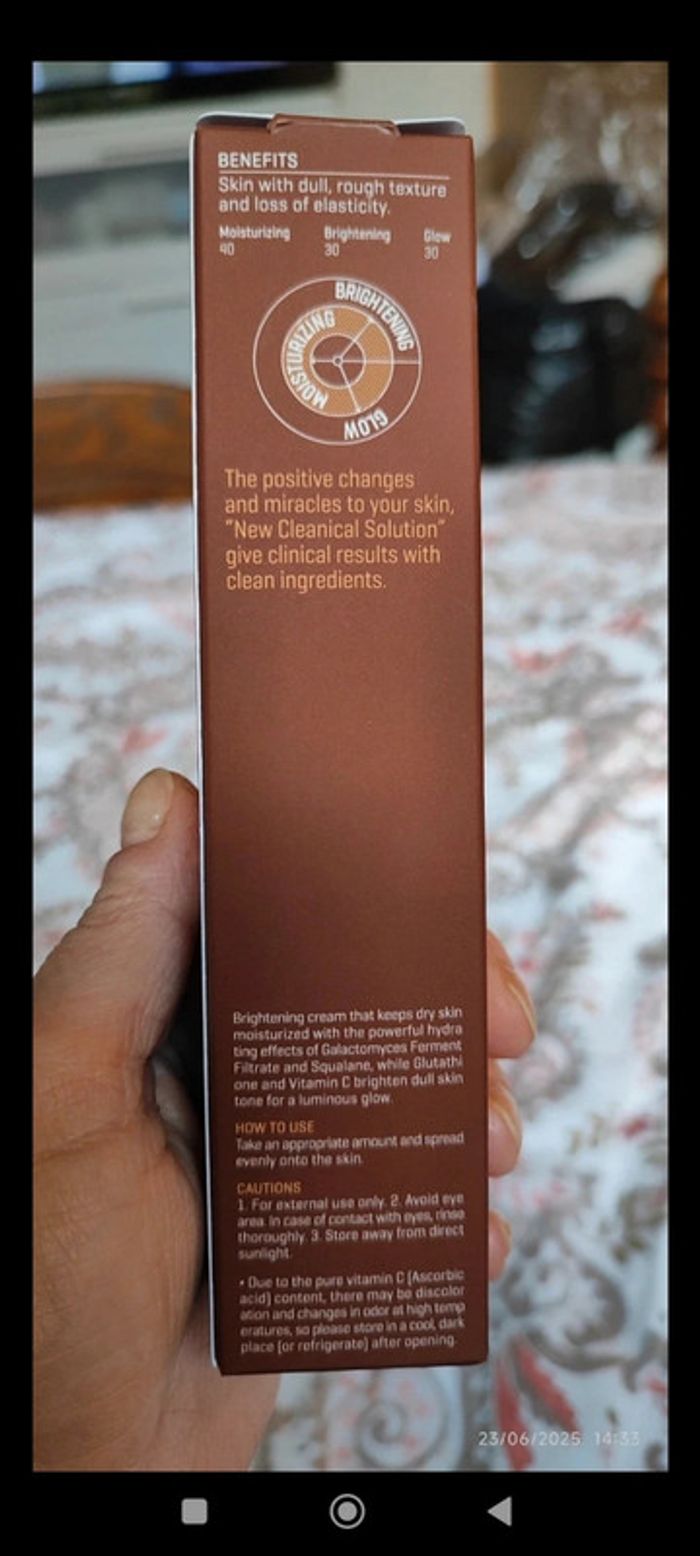 BENEFITS
Skin with dull, rough texture
and loss of elasticity.
Moisturizing Brightening Glow
40 30 30
BRIGHTENING
MOISTURIZING
GLOW
The positive changes
and miracles to your skin,
"New Cleanical Solution"
give clinical results with
clean ingredients.
Brightening cream that keeps dry skin
moisturized with the powerful hydra
ting effects of Galactomyces Ferment
Filtrate and Squalane, while Glutathi
one and Vitamin C brighten dull skin
tone for a luminous glow.
HOW TO USE
Take an appropriate amount and spread
evenly onto the skin.
CAUTIONS
1. For external use only. 2. Avoid eye
area. In case of contact with eyes, rinse
thoroughly. 3. Store away from direct
sunlight.
• Due to the pure vitamin C (Ascorbic
acid) content, there may be discolor
ation and changes in odor at high temp
eratures, so please store in a cool, dark
place (or refrigerate) after opening.
23/06/2025 14:33